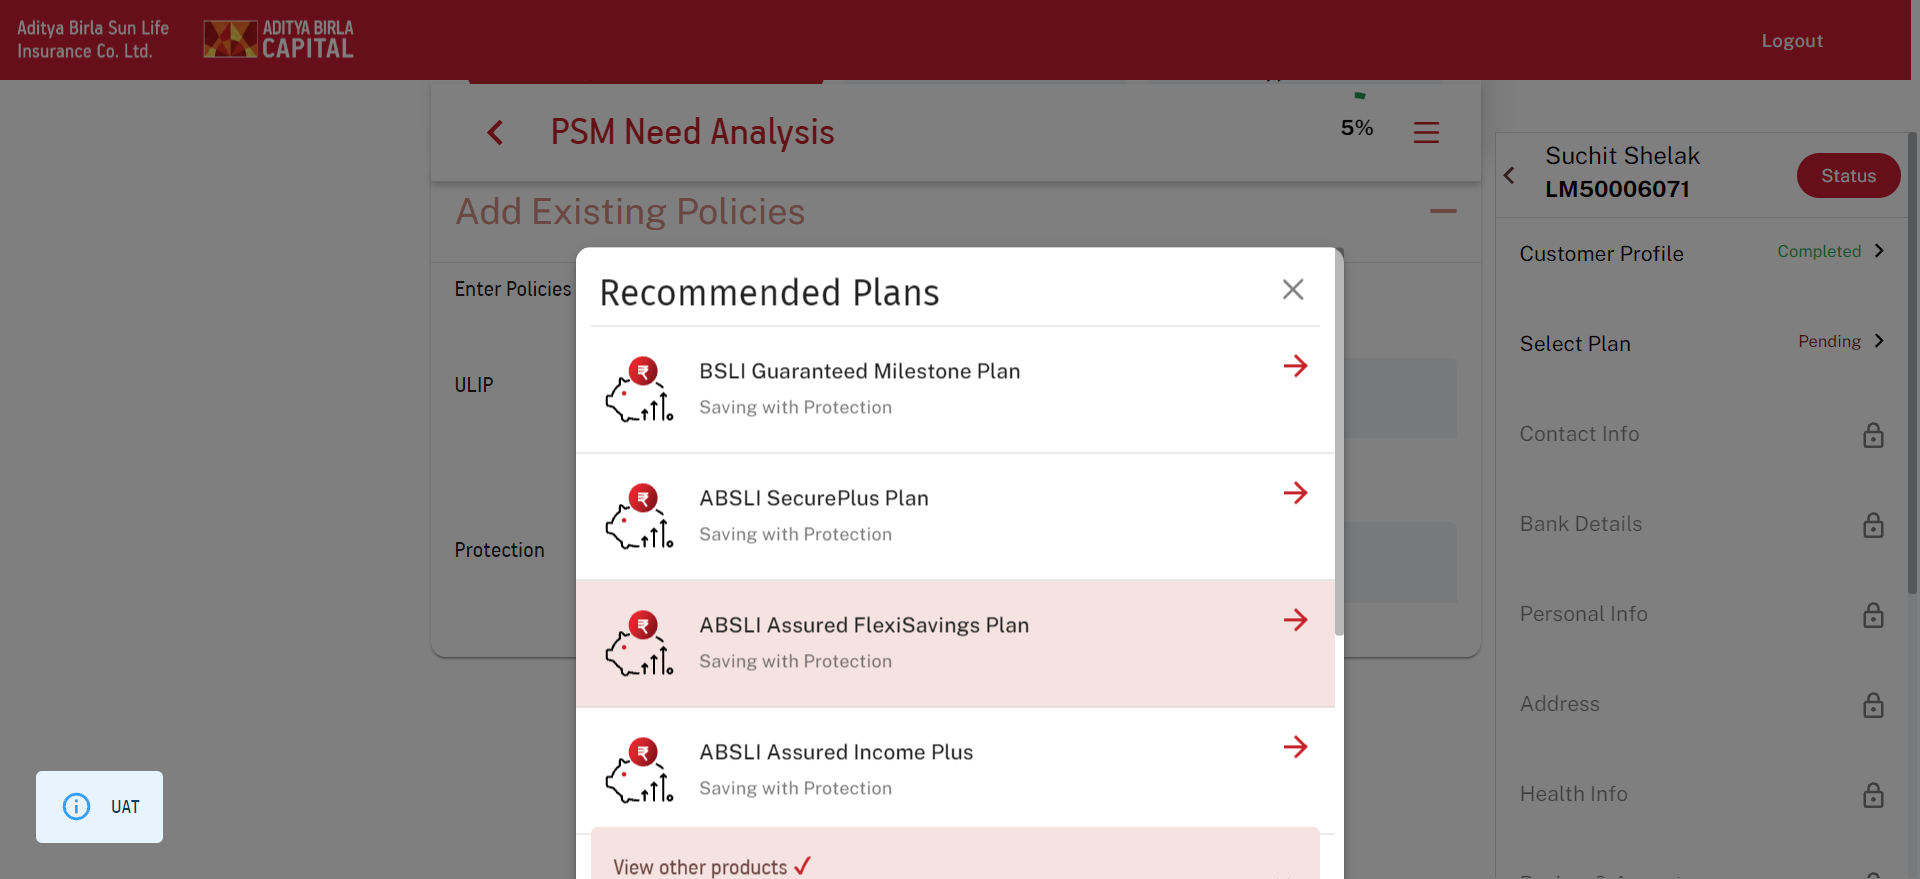 Aditya Birla Sun Life
Insurance Co. Ltd.
ADITYA BIRLA
CAPITAL
Logout
PSM Need Analysis
5%
Add Existing Policies
Enter Policies
ULIP
Protection
Recommended Plans
BSLI Guaranteed Milestone Plan
Saving with Protection
ABSLI SecurePlus Plan
Saving with Protection
ABSLI Assured FlexiSavings Plan
Saving with Protection
ABSLI Assured Income Plus
Saving with Protection
View other products
Suchit Shelak
LM50006071
Status
Customer Profile
Completed
Select Plan
Pending
Contact Info
Bank Details
Personal Info
Address
Health Info
UAT